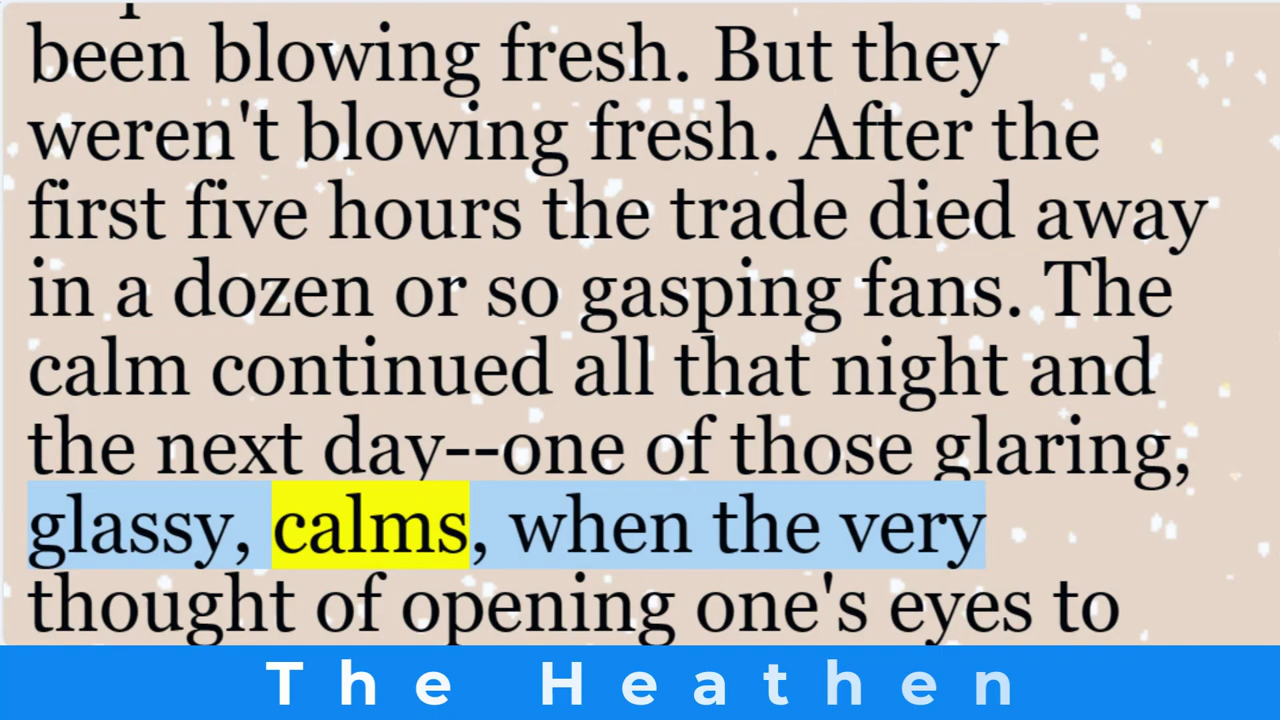 been blowing fresh. But they
weren't blowing fresh. After the
first five hours the trade died away
in a dozen or so gasping fans. The
calm continued all that night and
the next day--one of those glaring,
glassy, calms, when the very
thought of opening one's eyes to
The Heathen